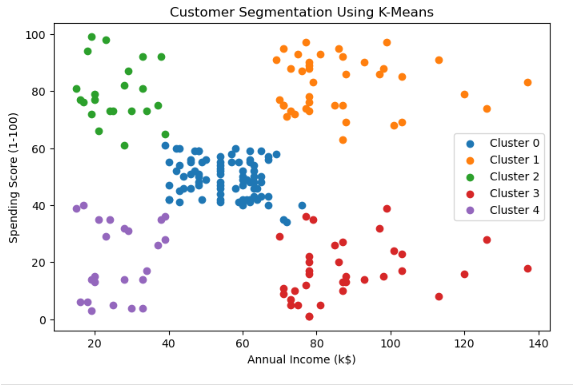 Customer Segmentation Using K-Means
Spending Score (1-100)
100
80
60
40
20
0
Cluster 0
Cluster 1
Cluster 2
Cluster 3
Cluster 4
20 40 60 80 100 120 140
Annual Income (k$)